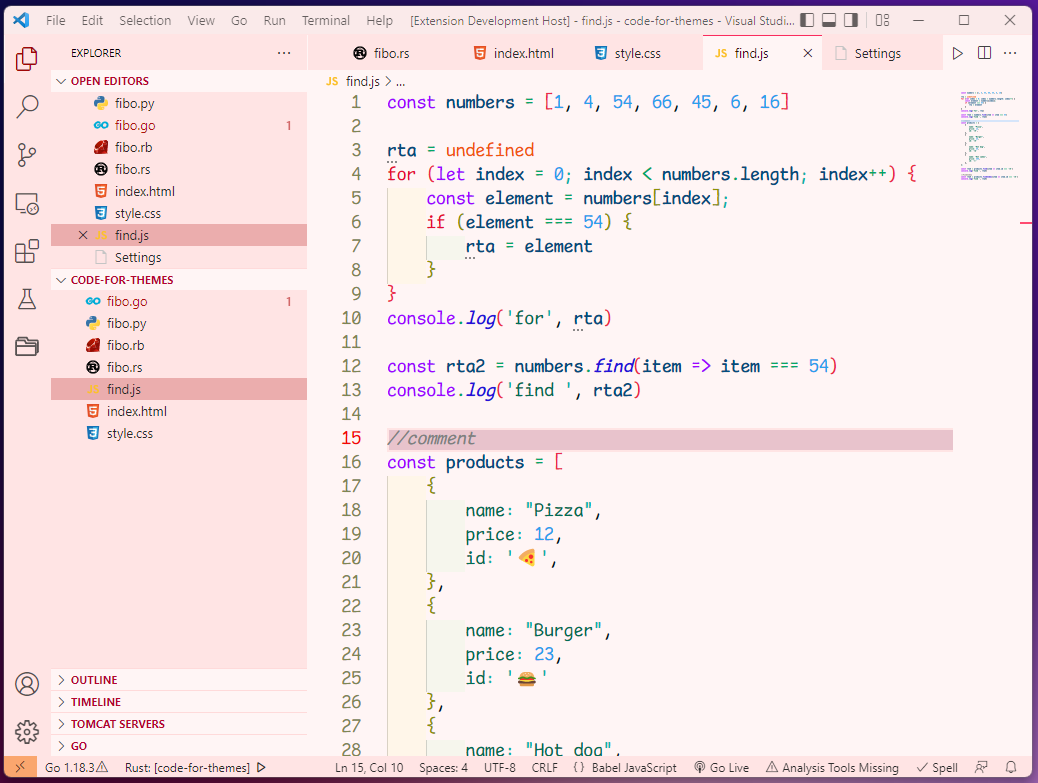 File Edit Selection View Go Run Terminal Help [Extension Development Host] - find.js - code-for-themes - Visual Studi...
EXPLORER ...
OPEN EDITORS
fibo.py
fibo.go 1
fibo.rb
fibo.rs
index.html
style.css
JS find.js
Settings
CODE-FOR-THEMES
fibo.go 1
fibo.py
fibo.rb
fibo.rs
JS find.js
index.html
style.css
OUTLINE
TIMELINE
TOMCAT SERVERS
GO
fibo.rs index.html style.css JS find.js Settings
JS find.js > ...
1 const numbers = [1, 4, 54, 66, 45, 6, 16]
2
3 rta = undefined
4 for (let index = 0; index < numbers.length; index++) {
5 const element = numbers[index];
6 if (element === 54) {
7 rta = element
8 }
9 }
10 console.log('for', rta)
11
12 const rta2 = numbers.find(item => item === 54)
13 console.log('find ', rta2)
14
15 //comment
16 const products = [
17 {
18 name: "Pizza",
19 price: 12,
20 id: '🍕',
21 },
22 {
23 name: "Burger",
24 price: 23,
25 id: '🍔'
26 },
27 {
28 name: "Hot dog",
Go 1.18.3 Rust: [code-for-themes] Ln 15, Col 10 Spaces: 4 UTF-8 CRLF {} Babel JavaScript Go Live Analysis Tools Missing Spell